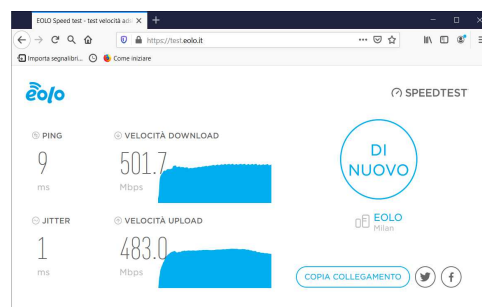 EOLO Speed test - test velocità ads
https://test.eolo.it
Importa segnalibri...
Come iniziare
eolo
SPEEDTEST
PING
9
ms
VELOCITÀ DOWNLOAD
501.7
Mbps
DI
NUOVO
EOLO
Milan
JITTER
1
ms
VELOCITÀ UPLOAD
483.0
Mbps
COPIA COLLEGAMENTO